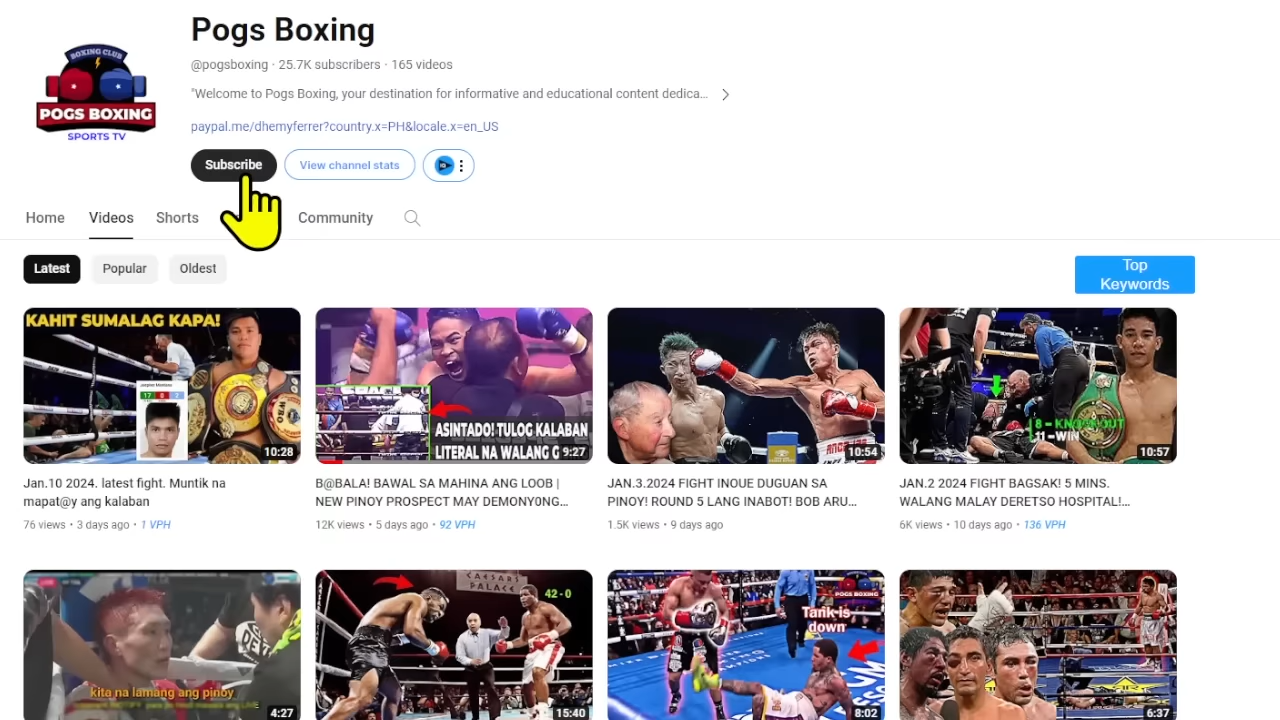 Pogs Boxing
@pogsboxing · 25.7K subscribers · 165 videos
"Welcome to Pogs Boxing, your destination for informative and educational content dedica...
paypal.me/dhemyferrer?country.x=PH&locale.x=en_US
BOXING CLUB
POGS BOXING
SPORTS TV
Subscribe
View channel stats
Home
Videos
Shorts
Community
Latest
Popular
Oldest
Top
Keywords
KAHIT SUMALAG KAPA!
17 8 2
10:28
ASINTADO! TULOG KALABAN
LITERAL NA WALANG G
9:27
10:54
8 = KNOCKOUT
11 = WIN
10:57
Jan.10 2024. latest fight. Muntik na
mapat@y ang kalaban
76 views • 3 days ago • 1 VPH
B@BALA! BAWAL SA MAHINA ANG LOOB |
NEW PINOY PROSPECT MAY DEMONY0NG...
12K views • 5 days ago • 92 VPH
JAN.3.2024 FIGHT INOUE DUGUAN SA
PINOY! ROUND 5 LANG INABOT! BOB ARU...
1.5K views • 9 days ago
JAN.2 2024 FIGHT BAGSAK! 5 MINS.
WALANG MALAY DERETSO HOSPITAL!...
6K views • 10 days ago • 136 VPH
kita na lamang ang pinoy
4:27
CAESARS
PALACE
42-0
15:40
POGS BOXING
Tank is
down
8:02
6:37